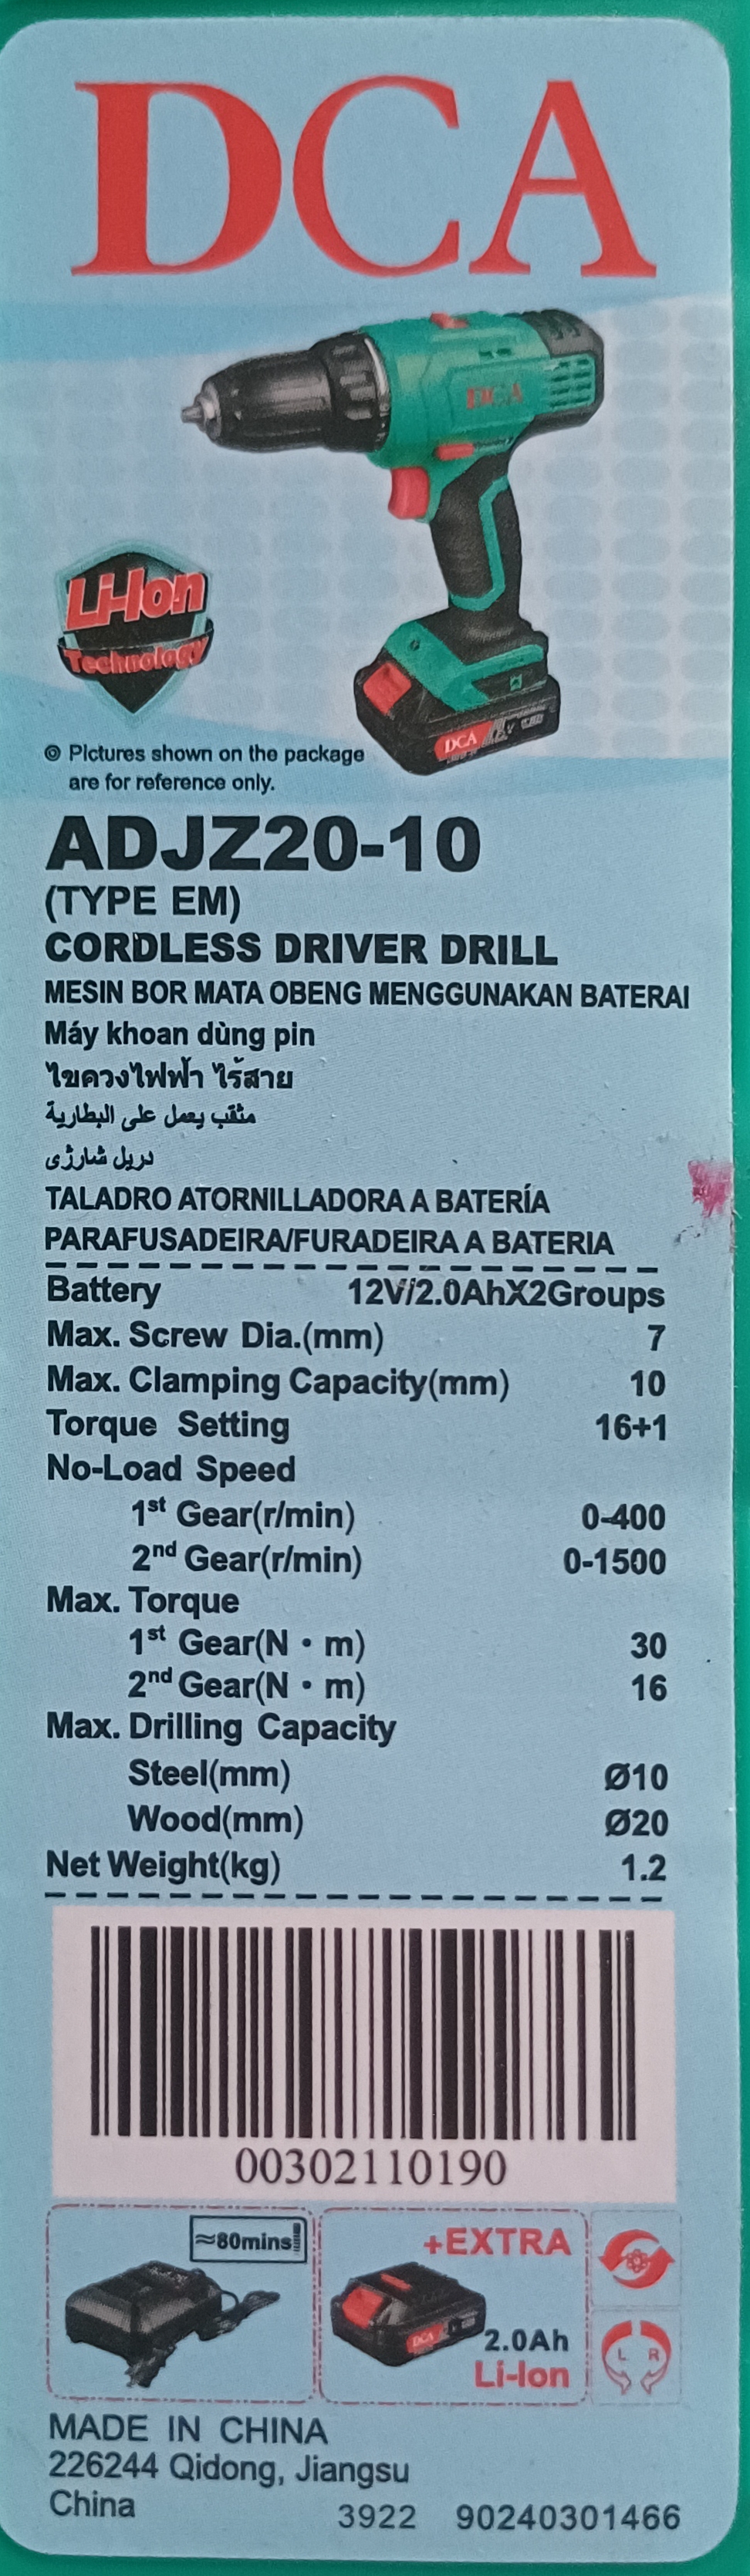 DCA
DCA
Li-Ion
Technology
DCA
◎ Pictures shown on the package
are for reference only.
ADJZ20-10
(TYPE EM)
CORDLESS DRIVER DRILL
MESIN BOR MATA OBENG MENGGUNAKAN BATERAI
Máy khoan dùng pin
ไขควงไฟฟ้า ไร้สาย
مثقب يعمل على البطارية
دریل شارژی
TALADRO ATORNILLADORA A BATERÍA
PARAFUSADEIRA/FURADEIRA A BATERIA
Battery 12V/2.0AhX2Groups
Max. Screw Dia.(mm) 7
Max. Clamping Capacity(mm) 10
Torque Setting 16+1
No-Load Speed
1st Gear(r/min) 0-400
2nd Gear(r/min) 0-1500
Max. Torque
1st Gear(N·m) 30
2nd Gear(N·m) 16
Max. Drilling Capacity
Steel(mm) Ø10
Wood(mm) Ø20
Net Weight(kg) 1.2
00302110190
≈80mins
+EXTRA
DCA
2.0Ah
Li-Ion
L R
MADE IN CHINA
226244 Qidong, Jiangsu
China
3922 90240301466